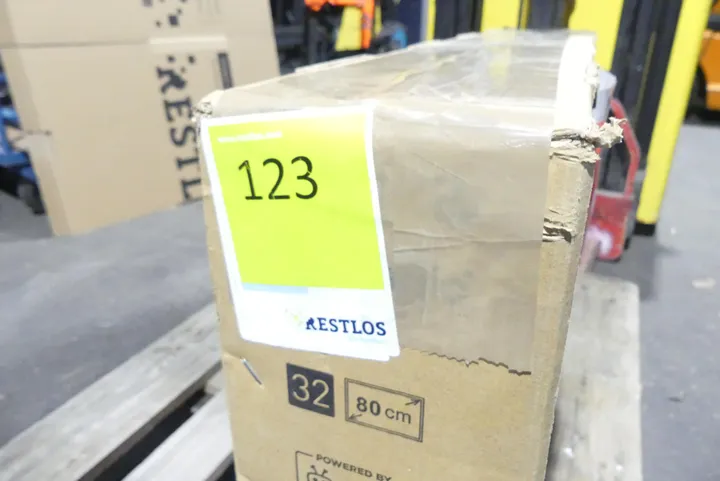 RESTL
123
RESTLOS
32
80 cm
POWERED BY